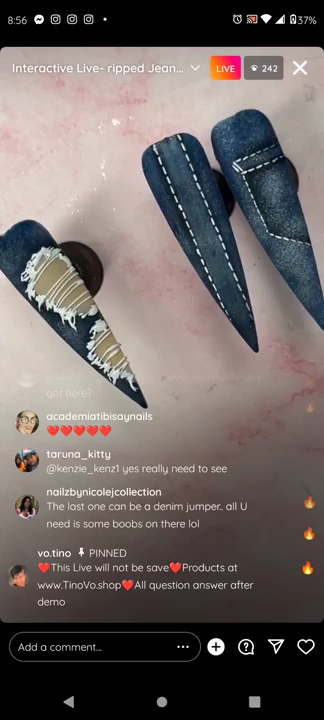 8:56
37%
Interactive Live- ripped Jean...
LIVE
242
got here?
academiatibisaynails
❤️❤️❤️❤️❤️
taruna_kitty
@kenzie_kenz1 yes really need to see
nailzbynicolejcollection
The last one can be a denim jumper.. all U
need is some boobs on there lol
vo.tino PINNED
❤️This Live will not be save❤️Products at
www.TinoVo.shop❤️All question answer after
demo
Add a comment...